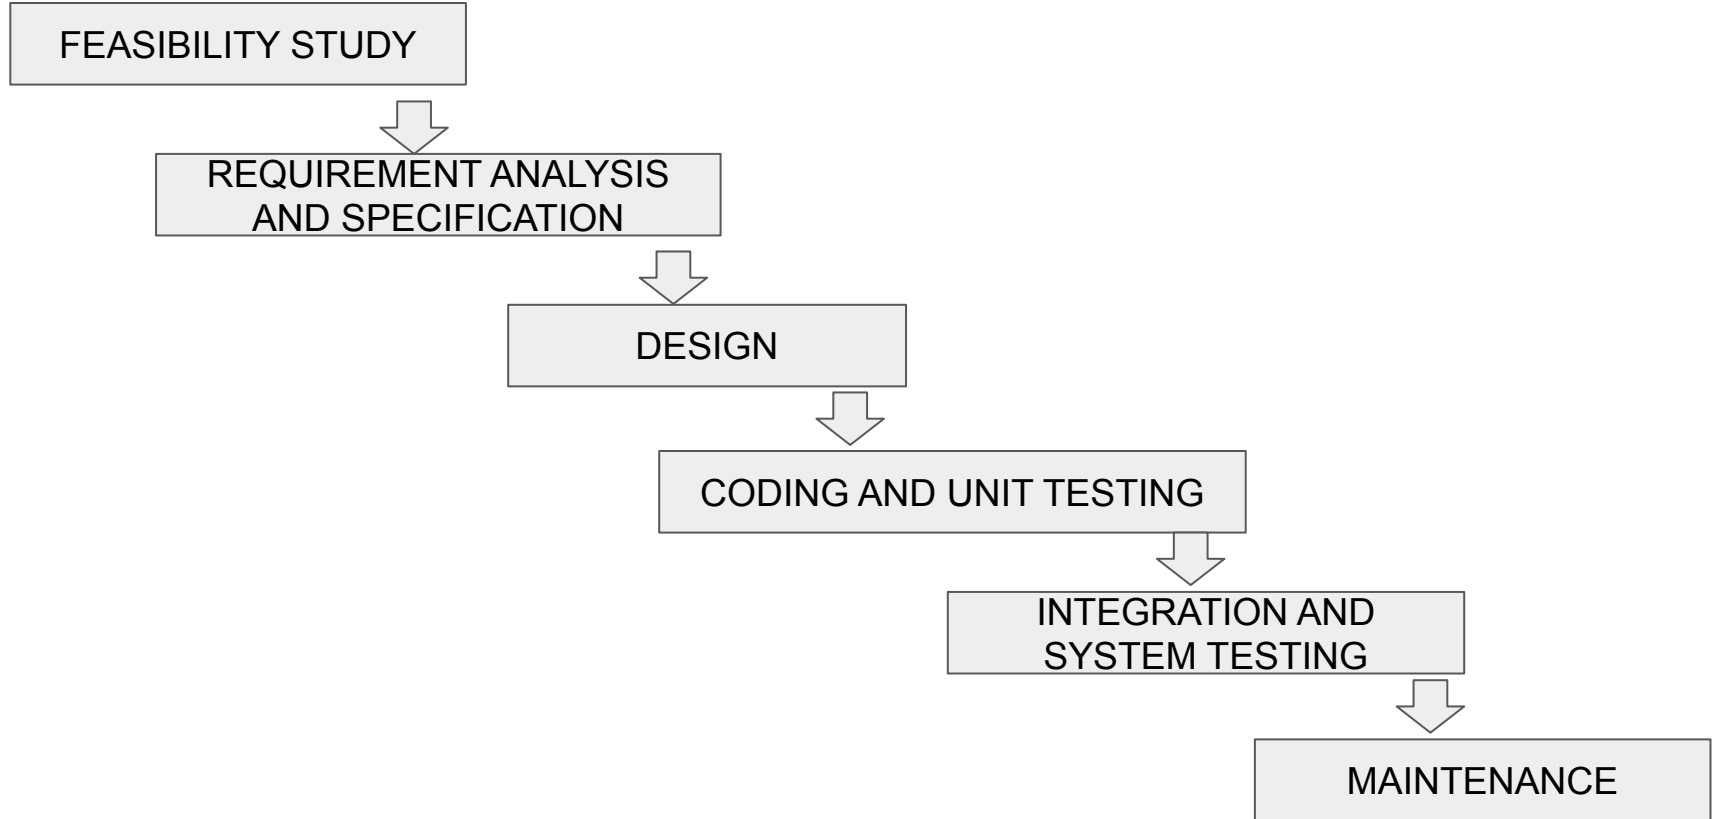 FEASIBILITY STUDY
REQUIREMENT ANALYSIS
AND SPECIFICATION
DESIGN
CODING AND UNIT TESTING
INTEGRATION AND
SYSTEM TESTING
MAINTENANCE